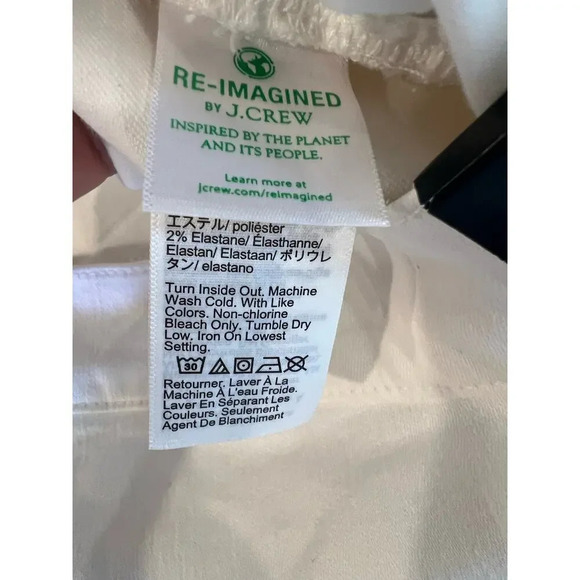 RE-IMAGINED
BY J.CREW
INSPIRED BY THE PLANET
AND ITS PEOPLE.
Learn more at
jcrew.com/reimagined
エステル/ poliéster
2% Elastane/ Élasthanne/
Elastan/ Elastaan/ ポリウレ
タン/ elastano
Turn Inside Out. Machine
Wash Cold. With Like
Colors. Non-chlorine
Bleach Only. Tumble Dry
Low. Iron On Lowest
Setting.
30
Retourner. Laver À La
Machine À L'eau Froide.
Laver En Séparant Les
Couleurs. Seulement
Agent De Blanchiment